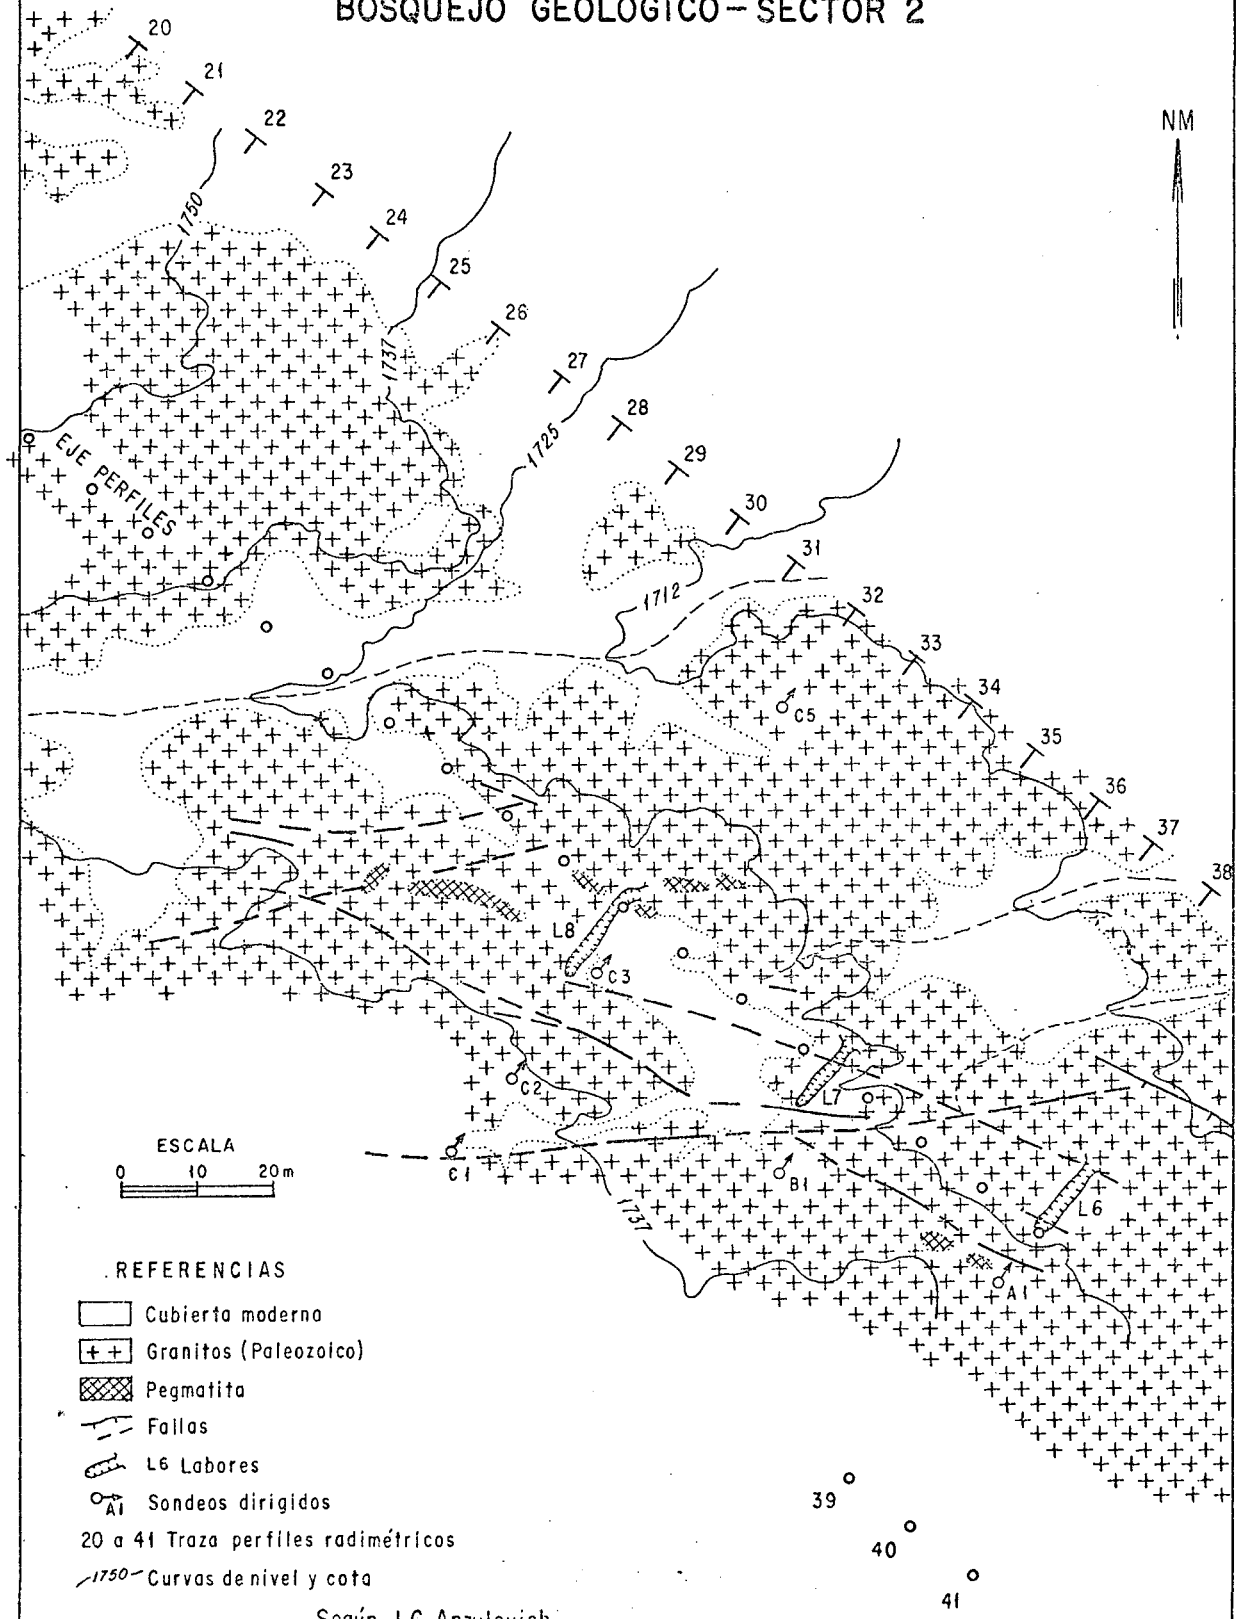 BOSQUEJO GEOLOGICO - SECTOR 2
20
21
NM
22
23
1750
24
25
26
1737
27
28
1725
EJE PERFILES
29
30
31
1712
32
33
34
C5
35
36
37
38
L8
C3
C2
L7
ESCALA
0 10 20 m
C1
B1
L6
1737
A1
REFERENCIAS
Cubierta moderna
++ Granitos (Paleozoico)
Pegmatita
Fallas
L6 Labores
A1 Sondeos dirigidos
20 a 41 Traza perfiles radimétricos
1750 Curvas de nivel y cota
39
40
41
Según